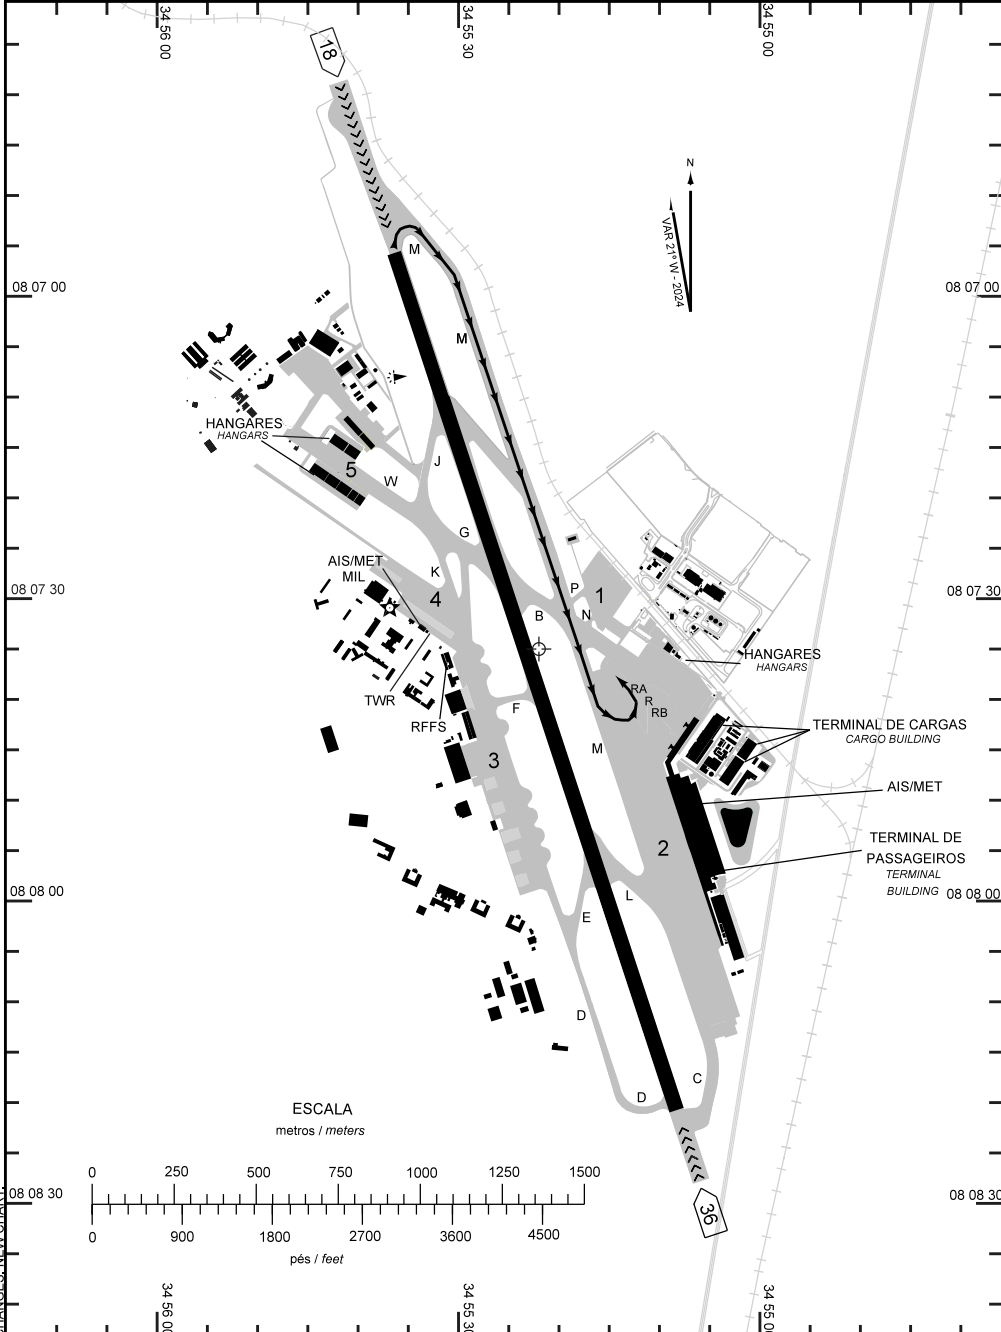 34 56 00
34 55 30
34 55 00
18
N
VAR 21° W - 2024
M
08 07 00
08 07 00
M
HANGARES
HANGARS
J
5
W
G
AIS/MET
MIL
K
4
P
1
08 07 30
08 07 30
B
N
HANGARES
HANGARS
TWR
RFFS
F
RA
R
RB
TERMINAL DE CARGAS
CARGO BUILDING
M
3
AIS/MET
2
TERMINAL DE
PASSAGEIROS
TERMINAL
BUILDING
08 08 00
08 08 00
L
E
D
C
D
ESCALA
metros / meters
0 250 500 750 1000 1250 1500
0 900 1800 2700 3600 4500
pés / feet
08 08 30
08 08 30
36
34 56 00
34 55 30
34 55 00